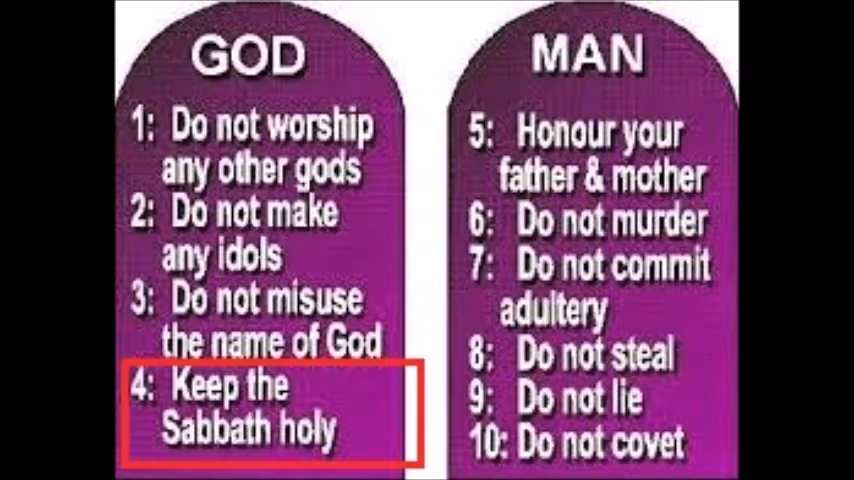 GOD
1: Do not worship
any other gods
2: Do not make
any idols
3: Do not misuse
the name of God
4: Keep the
Sabbath holy
MAN
5: Honour your
father & mother
6: Do not murder
7: Do not commit
adultery
8: Do not steal
9: Do not lie
10: Do not covet